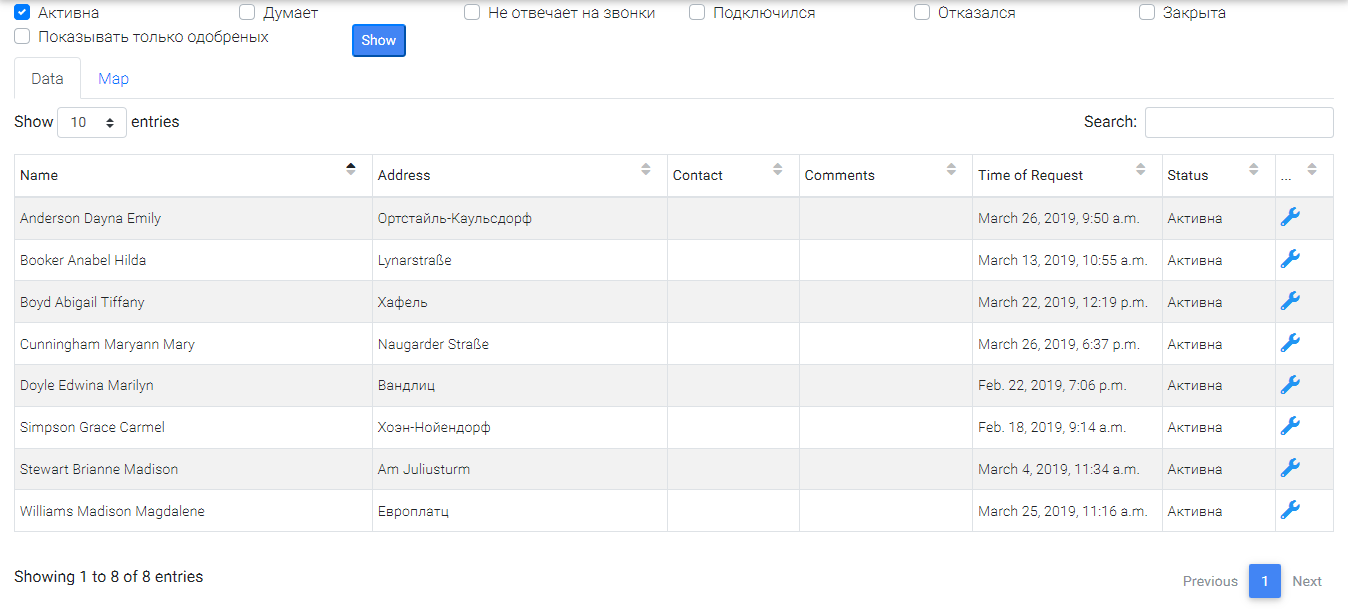 Активна Думает Не отвечает на звонки Подключился Отказался Закрыта
Показывать только одобреных Show
Data Map
Show 10 entries Search:
Name Address Contact Comments Time of Request Status ...
Anderson Dayna Emily Ортстайль-Каульсдорф March 26, 2019, 9:50 a.m. Активна
Booker Anabel Hilda Lynarstraße March 13, 2019, 10:55 a.m. Активна
Boyd Abigail Tiffany Хафель March 22, 2019, 12:19 p.m. Активна
Cunningham Maryann Mary Naugarder Straße March 26, 2019, 6:37 p.m. Активна
Doyle Edwina Marilyn Вандлиц Feb. 22, 2019, 7:06 p.m. Активна
Simpson Grace Carmel Хоэн-Нойендорф Feb. 18, 2019, 9:14 a.m. Активна
Stewart Brianne Madison Am Juliusturm March 4, 2019, 11:34 a.m. Активна
Williams Madison Magdalene Европлатц March 25, 2019, 11:16 a.m. Активна
Showing 1 to 8 of 8 entries Previous 1 Next